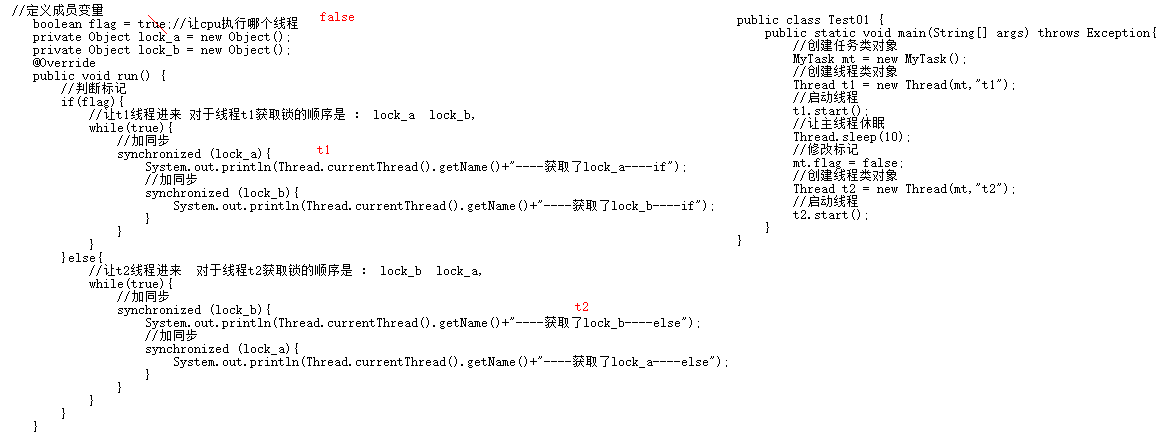 //定义成员变量
boolean flag = true;//让cpu执行哪个线程
false
private Object lock_a = new Object();
private Object lock_b = new Object();
@Override
public void run() {
//判断标记
if(flag){
//让t1线程进来 对于线程t1获取锁的顺序是 : lock_a lock_b,
while(true){
//加同步
synchronized (lock_a){
t1
System.out.println(Thread.currentThread().getName()+"----获取了lock_a----if");
//加同步
synchronized (lock_b){
System.out.println(Thread.currentThread().getName()+"----获取了lock_b----if");
}
}
}
}else{
//让t2线程进来 对于线程t2获取锁的顺序是 : lock_b lock_a,
while(true){
//加同步
synchronized (lock_b){
t2
System.out.println(Thread.currentThread().getName()+"----获取了lock_b----else");
//加同步
synchronized (lock_a){
System.out.println(Thread.currentThread().getName()+"----获取了lock_a----else");
}
}
}
}
}
public class Test01 {
public static void main(String[] args) throws Exception{
//创建任务类对象
MyTask mt = new MyTask();
//创建线程类对象
Thread t1 = new Thread(mt,"t1");
//启动线程
t1.start();
//让主线程休眠
Thread.sleep(10);
//修改标记
mt.flag = false;
//创建线程类对象
Thread t2 = new Thread(mt,"t2");
//启动线程
t2.start();
}
}